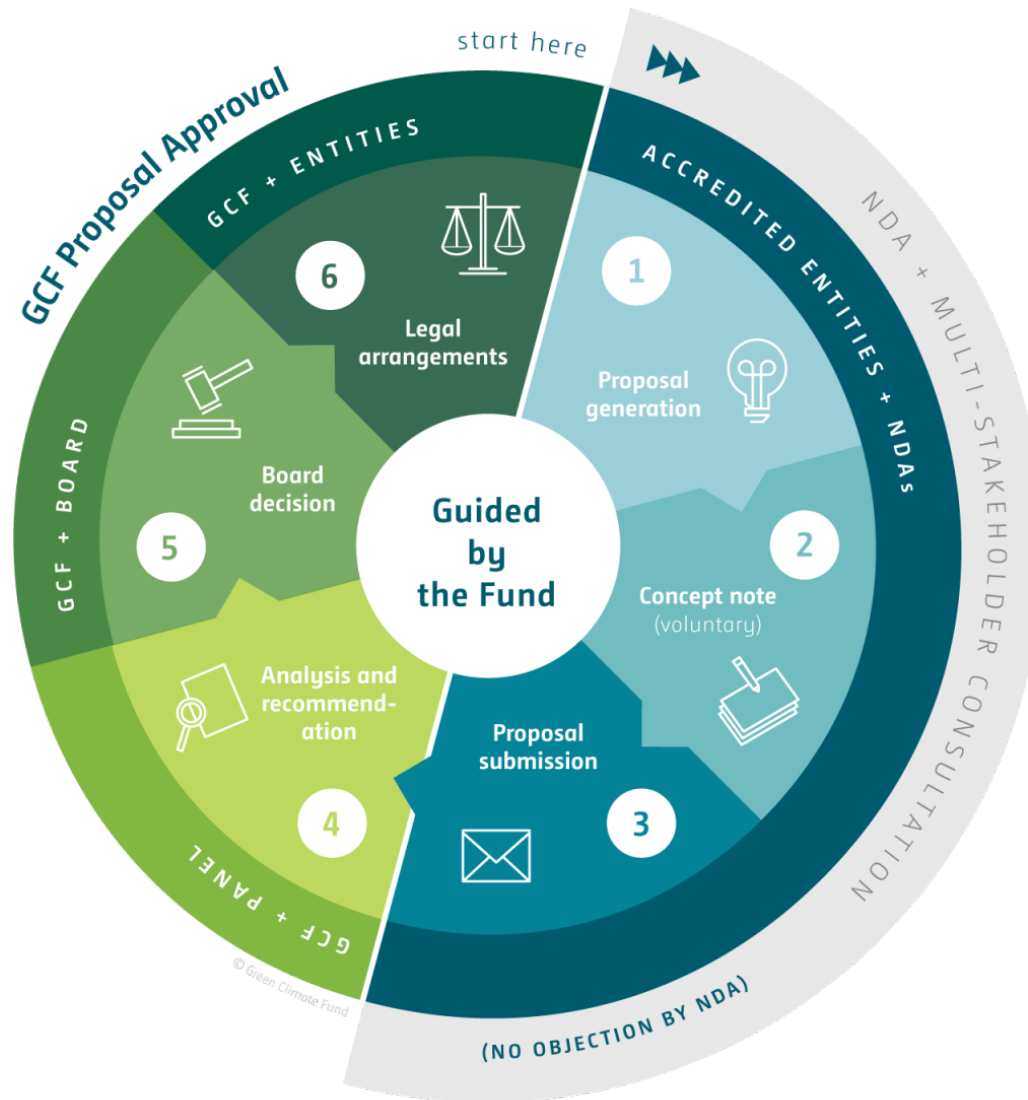 start here
GCF Proposal Approval
ACCREDITED ENTITIES + NDAs
NDA + MULTI-STAKEHOLDER CONSULTATION
(NO OBJECTION BY NDA)
1
Proposal
generation
2
Concept note
(voluntary)
3
Proposal
submission
GCF + PANEL
4
Analysis and
recommend-
ation
GCF + BOARD
5
Board
decision
GCF + ENTITIES
6
Legal
arrangements
Guided
by
the Fund
© Green Climate Fund